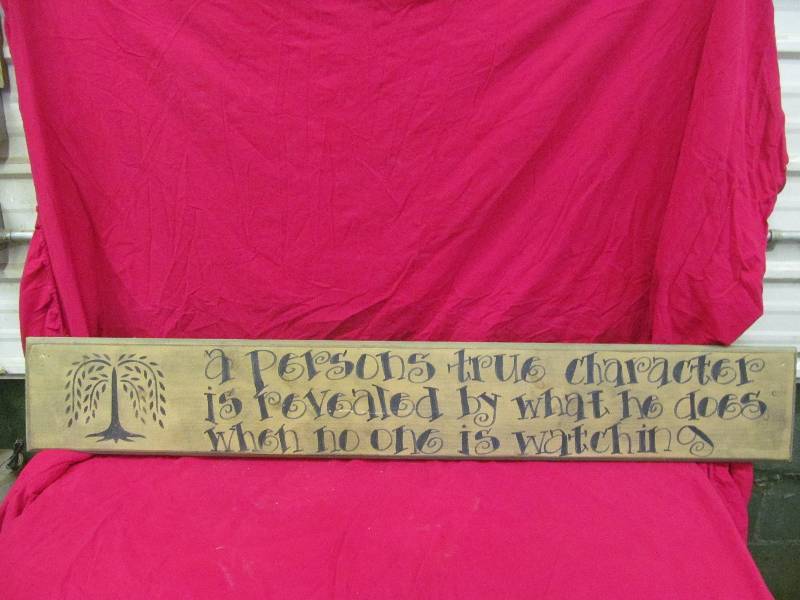 a persons true character
is revealed by what he does
when no one is watching